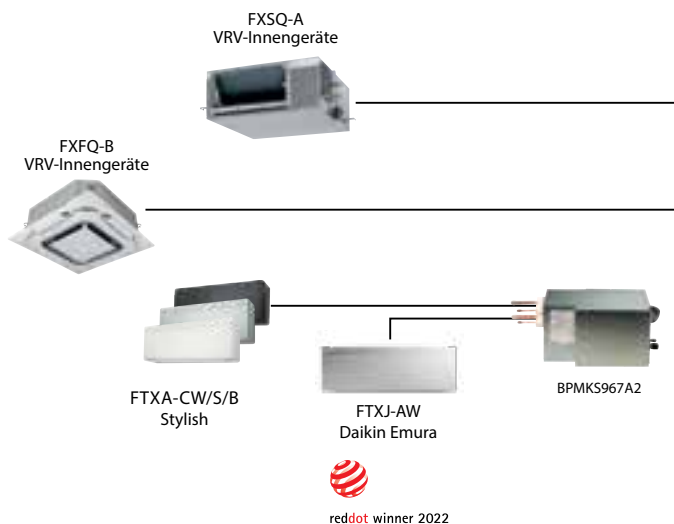 FXSQ-A
VRV-Innengeräte
FXFQ-B
VRV-Innengeräte
FTXA-CW/S/B
Stylish
FTXJ-AW
Daikin Emura
BPMKS967A2
reddot winner 2022